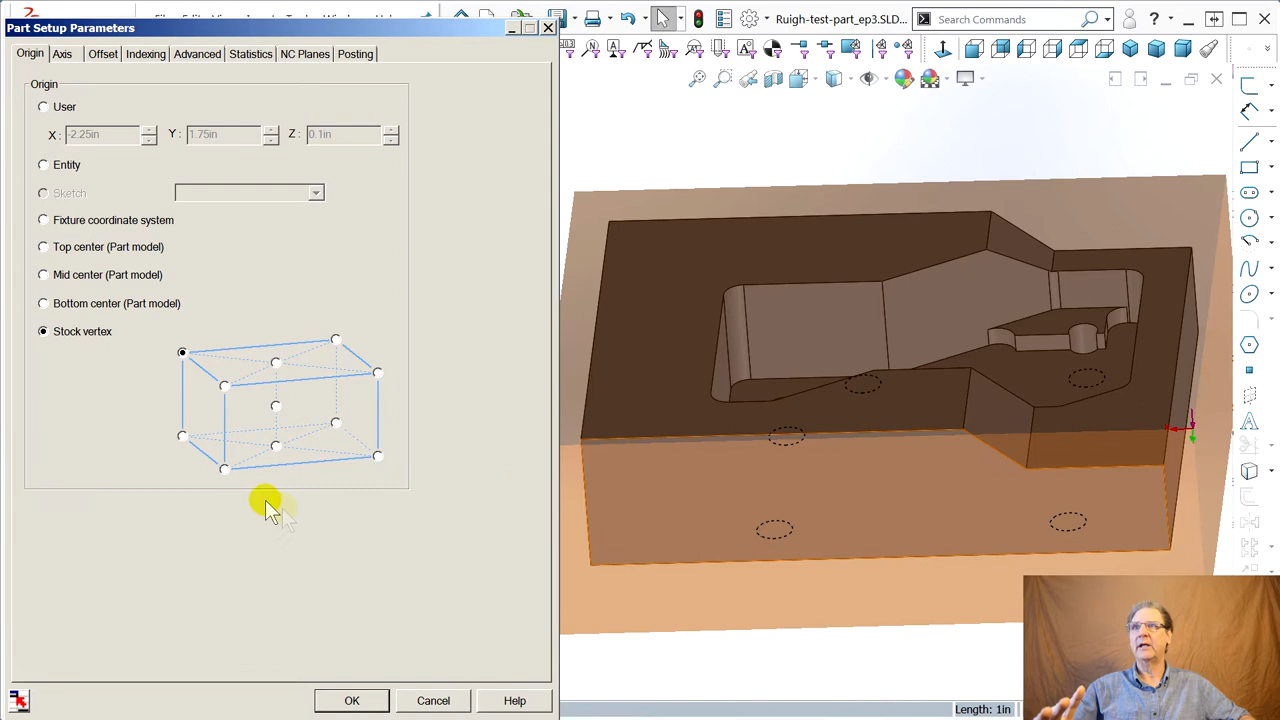 Part Setup Parameters
Ruigh-test-part_ep3.SLD...
Search Commands
?
Origin
Axis
Offset
Indexing
Advanced
Statistics
NC Planes
Posting
Origin
User
X :
-2.25in
Y :
1.75in
Z :
0.1in
Entity
Sketch
Fixture coordinate system
Top center (Part model)
Mid center (Part model)
Bottom center (Part model)
Stock vertex
OK
Cancel
Help
Length: 1in